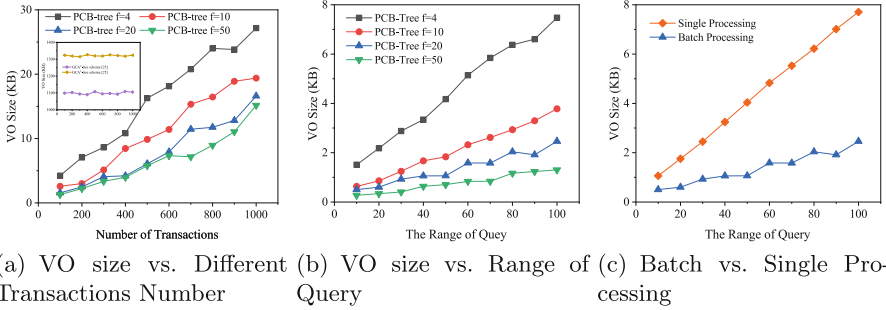 PCB-tree f=4
PCB-tree f=10
PCB-tree f=20
PCB-tree f=50
VO Size (KB)
30
20
10
0
0 200 400 600 800 1000
Number of Transactions
PCB-Tree f=4
PCB-Tree f=10
PCB-Tree f=20
PCB-Tree f=50
VO Size (KB)
8
6
4
2
0
0 20 40 60 80 100
The Range of Quey
Single Processing
Batch Processing
VO Size (KB)
8
6
4
2
0
0 20 40 60 80 100
The Range of Query
(a) VO size vs. Different
Transactions Number
(b) VO size vs. Range of
Query
(c) Batch vs. Single Pro-
cessing